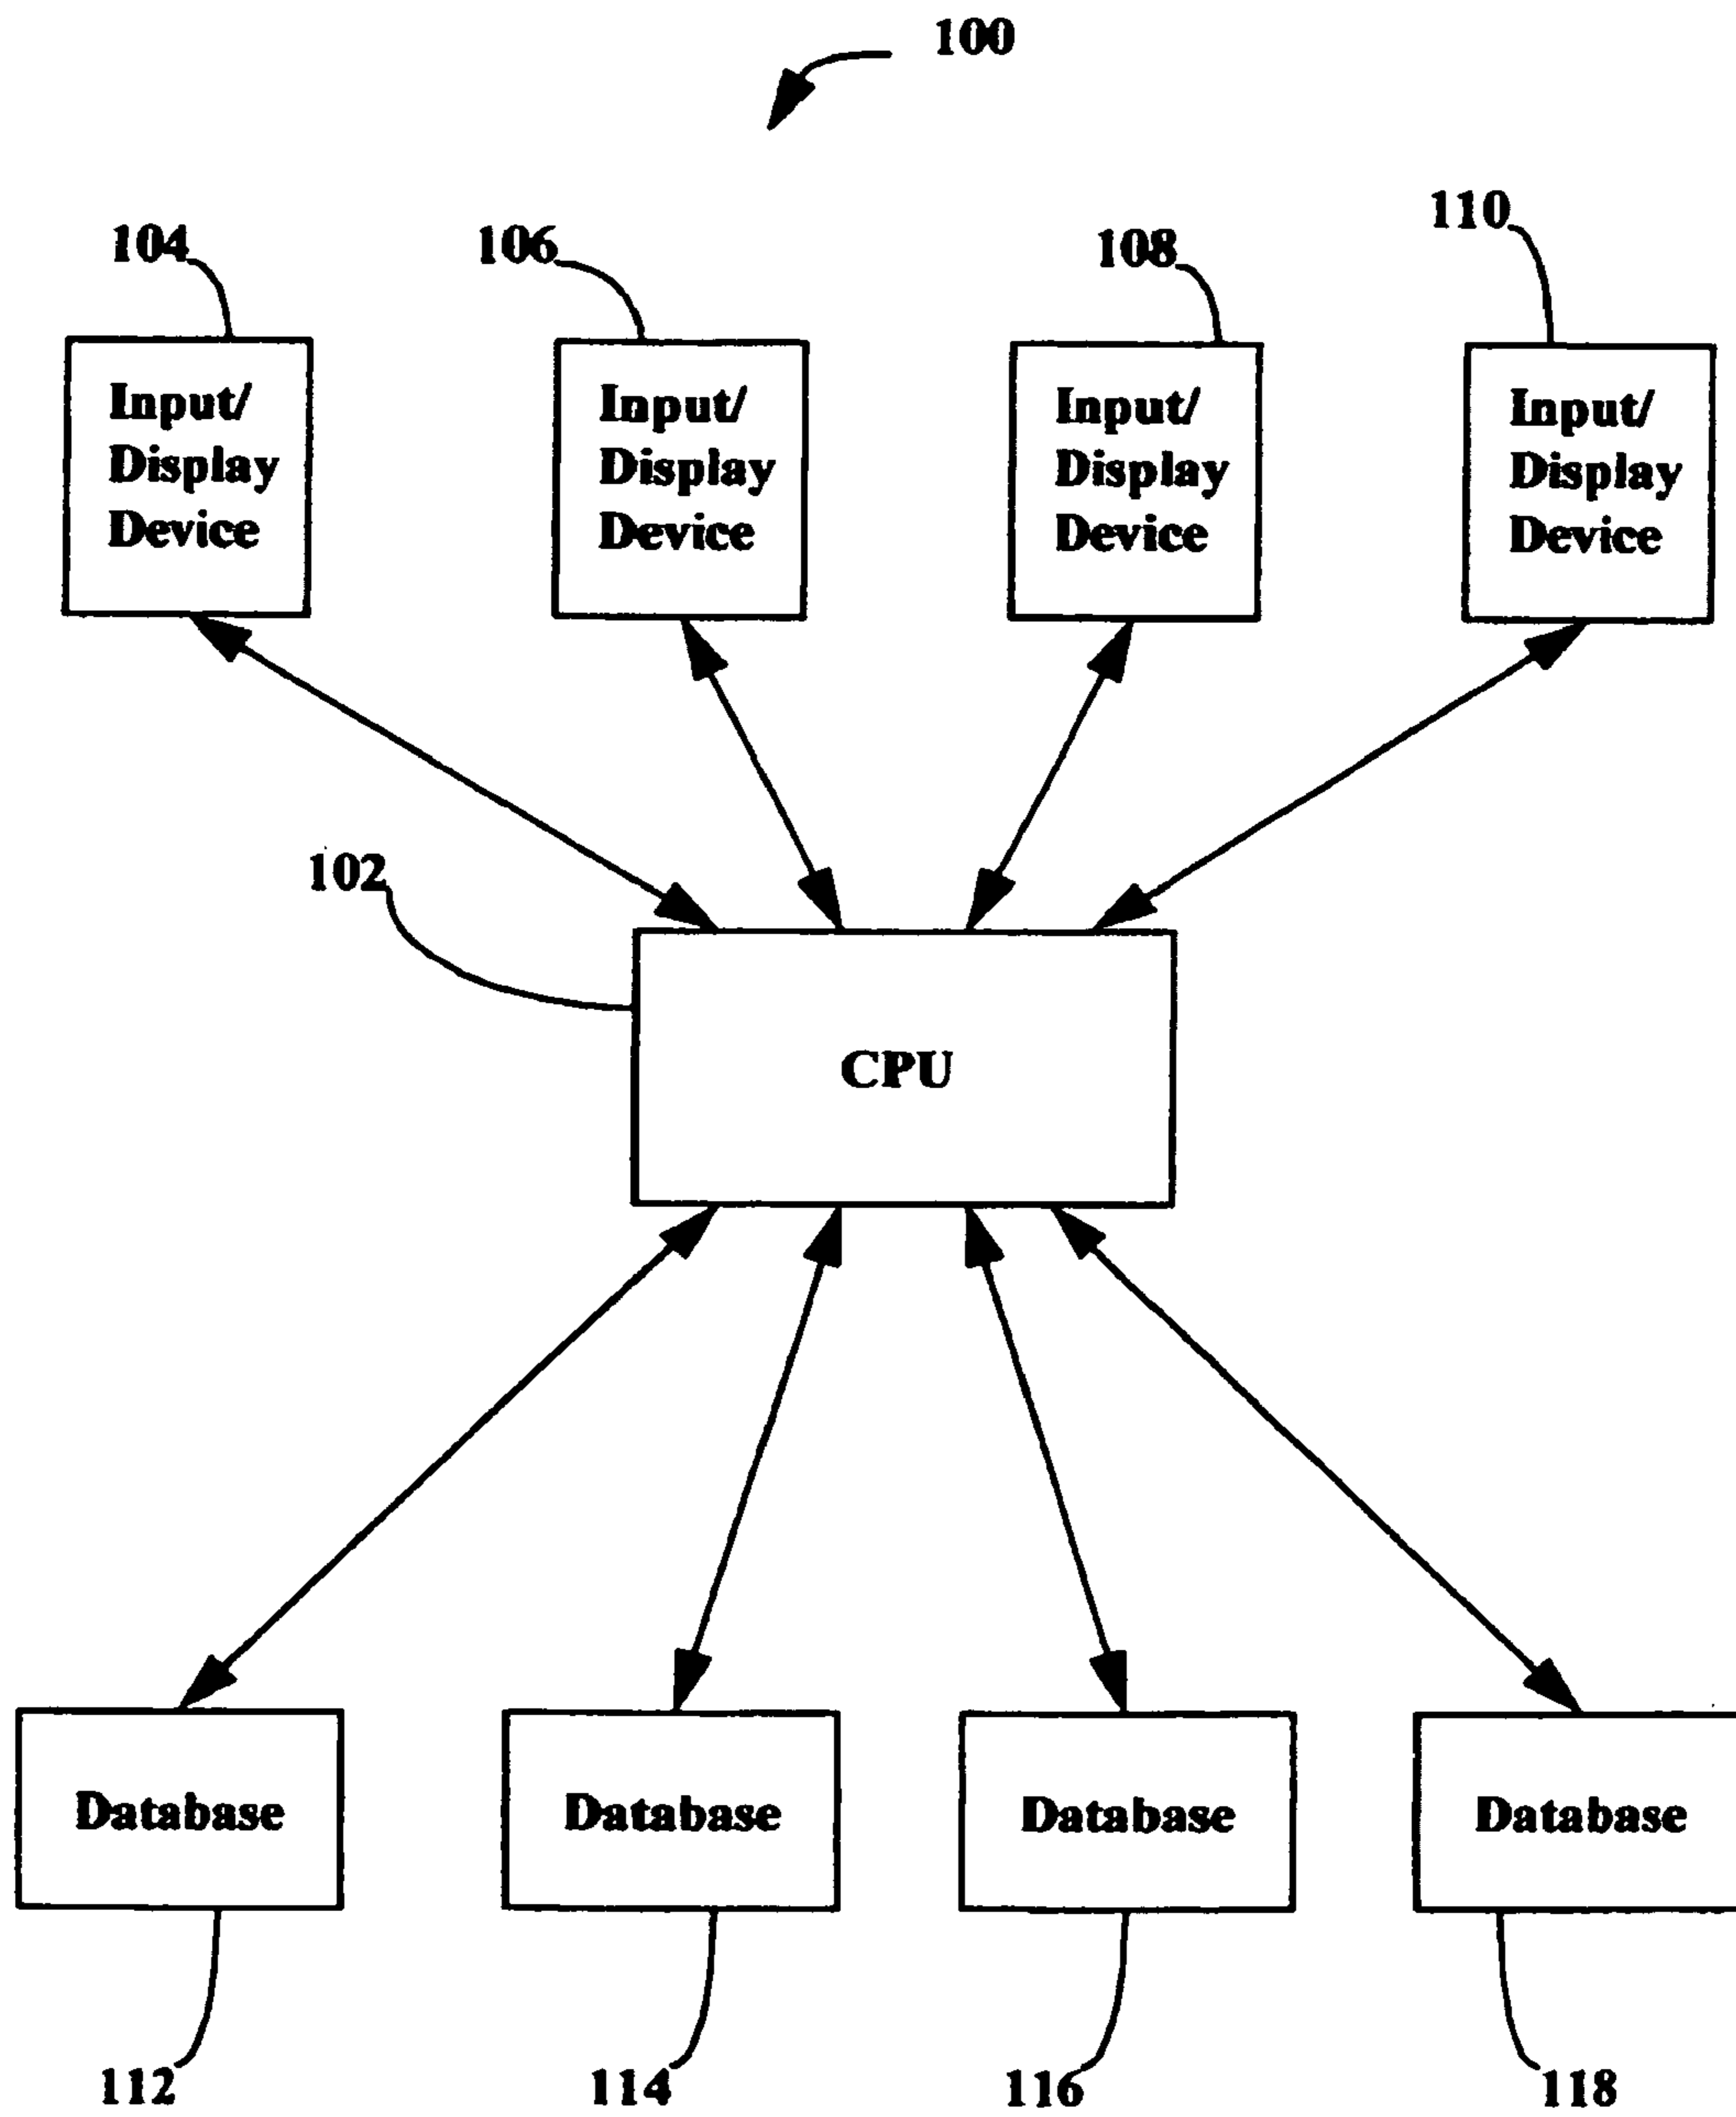 100
104
106
108
110
Input/
Display
Device
Input/
Display
Device
Input/
Display
Device
Input/
Display
Device
102
CPU
Database
Database
Database
Database
112
114
116
118